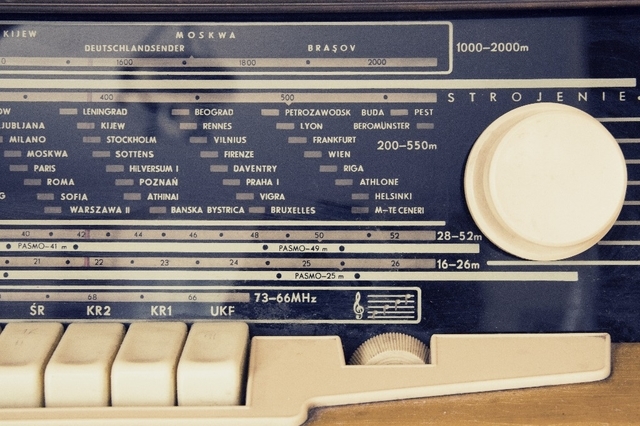 KIJEW MOSKWA
DEUTSCHLANDSENDER BRAŞOV 1000—2000m
1600 1800 2000
400 500 STROJENIE
LENINGRAD BEOGRAD PETROZAWODSK BUDA PEST
KIJEW RENNES LYON BEROMÜNSTER
MILANO STOCKHOLM VILNIUS FRANKFURT 200-550m
MOSKWA SOTTENS FIRENZE WIEN
PARIS HILVERSUM I DAVENTRY RIGA
ROMA POZNAŃ PRAHA I ATHLONE
SOFIA ATHINAI VIGRA HELSINKI
WARSZAWA II BANSKA BYSTRICA BRUXELLES M-TE CENERI
40 42 44 46 48 50 52 28-52m
PASMO-41 m PASMO-49 m
21 22 23 24 25 26 16-26m
PASMO-25 m
68 66 73-66MHz
ŚR KR2 KR1 UKF